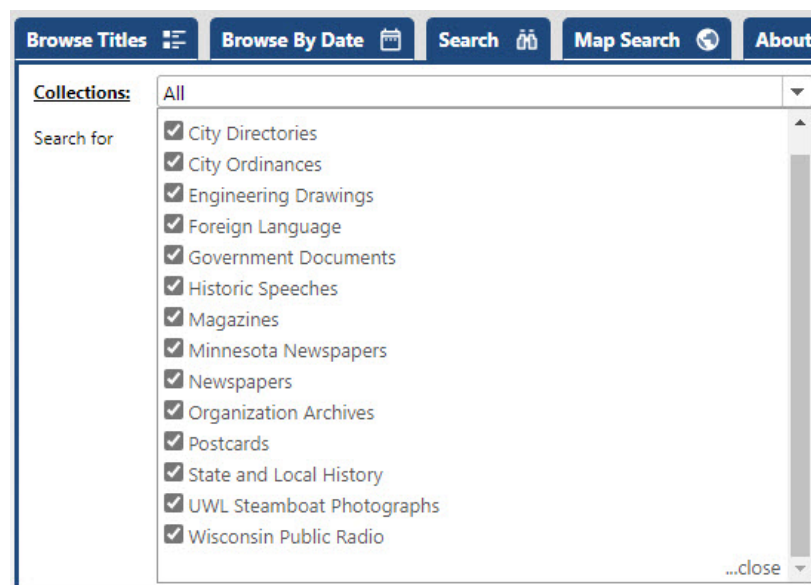 Browse Titles Browse By Date Search Map Search About
Collections: All
Search for
City Directories
City Ordinances
Engineering Drawings
Foreign Language
Government Documents
Historic Speeches
Magazines
Minnesota Newspapers
Newspapers
Organization Archives
Postcards
State and Local History
UWL Steamboat Photographs
Wisconsin Public Radio
...close